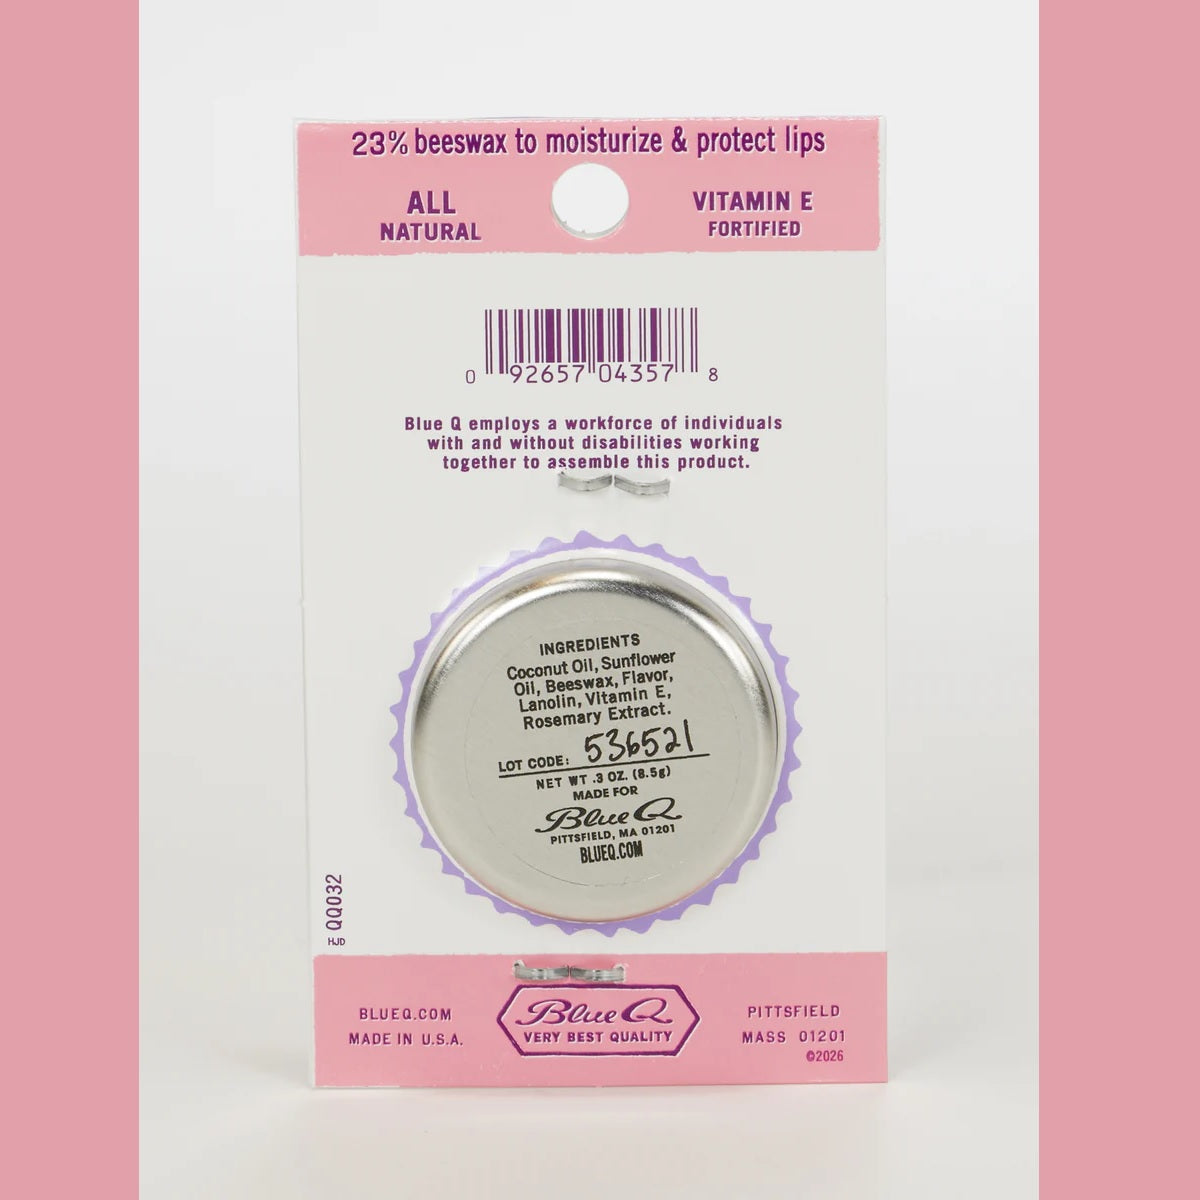 23% beeswax to moisturize & protect lips
ALL
NATURAL
VITAMIN E
FORTIFIED
0 92657 04357 8
Blue Q employs a workforce of individuals
with and without disabilities working
together to assemble this product.
INGREDIENTS
Coconut Oil, Sunflower
Oil, Beeswax, Flavor,
Lanolin, Vitamin E,
Rosemary Extract.
LOT CODE: 536521
NET WT .3 OZ. (8.5g)
MADE FOR
Blue Q
PITTSFIELD, MA 01201
BLUEQ.COM
QQ032
HJD
BLUEQ.COM
MADE IN U.S.A.
Blue Q
VERY BEST QUALITY
PITTSFIELD
MASS 01201
©2026